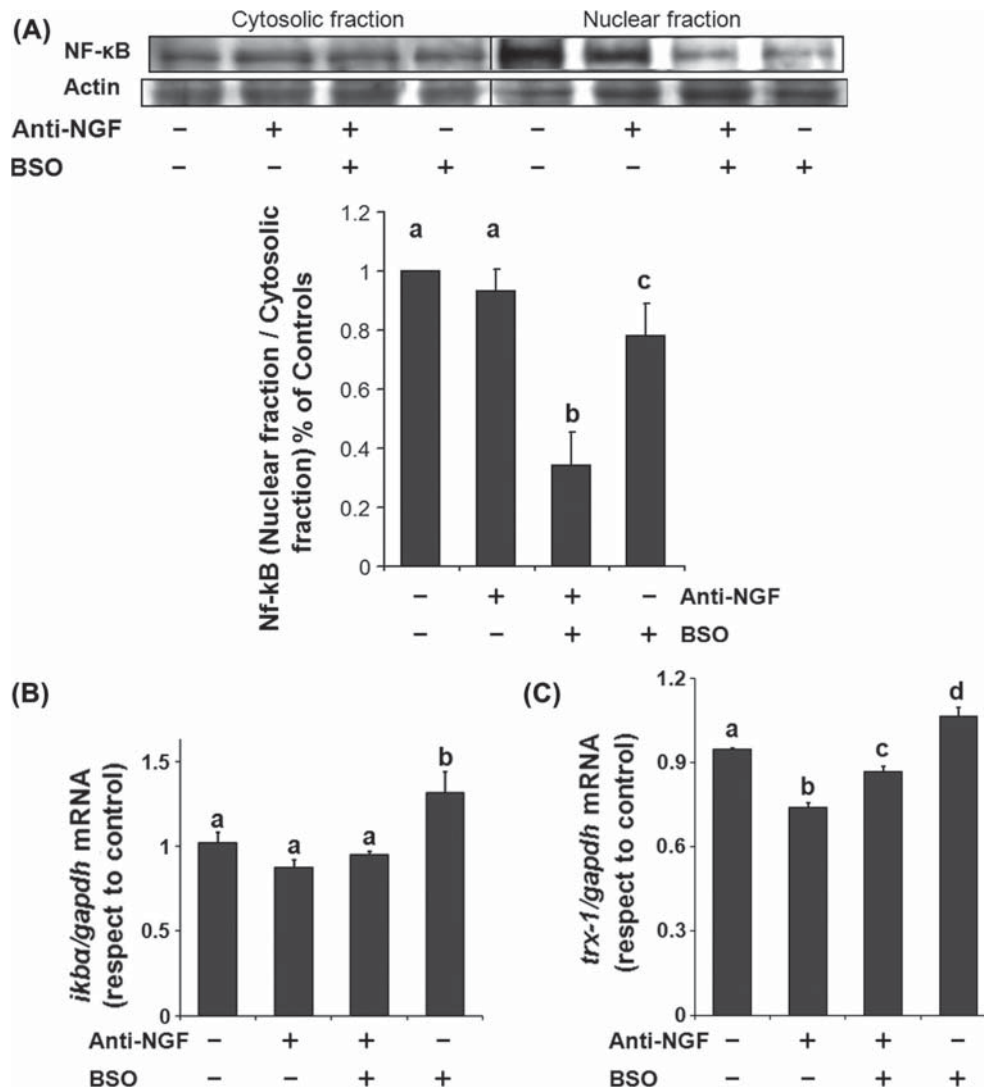 (A)
Cytosolic fraction Nuclear fraction
NF-κB
Actin
Anti-NGF − + + − − + + −
BSO − − + + − − + +
Nf-kB (Nuclear fraction / Cytosolic
fraction) % of Controls
1.2
1
0.8
0.6
0.4
0.2
0
a a b c
− + + − Anti-NGF
− − + + BSO
(B)
ikbα/gapdh mRNA
(respect to control)
1.5
1
0.5
0
a a a b
Anti-NGF − + + −
BSO − − + +
(C)
trx-1/gapdh mRNA
(respect to control)
1.2
0.9
0.6
0.3
0
a b c d
Anti-NGF − + + −
BSO − − + +